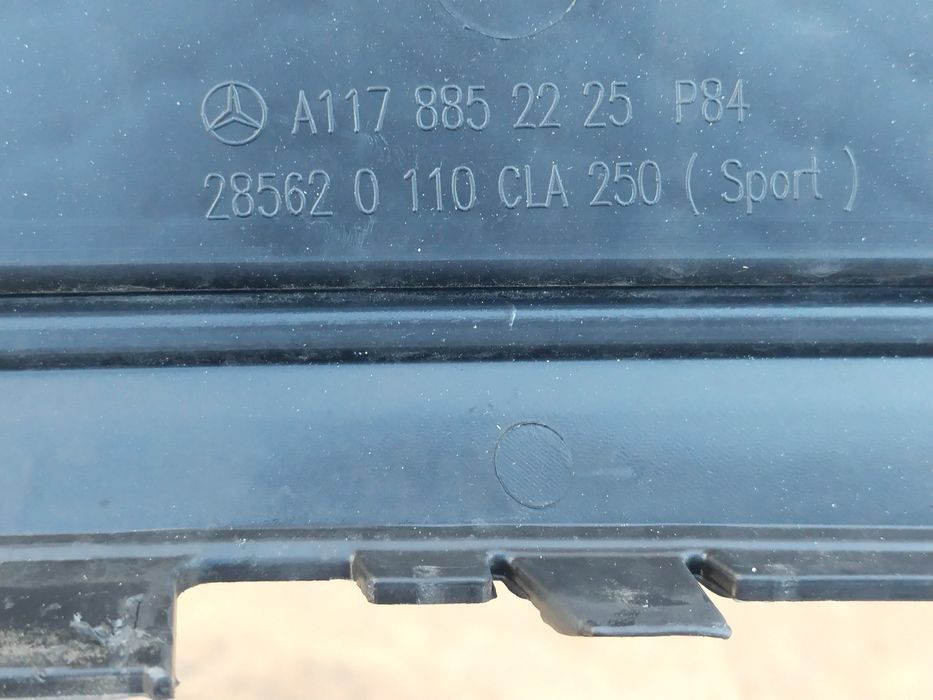 A117 885 22 25 P84
28562 0 110 CLA 250 ( Sport )